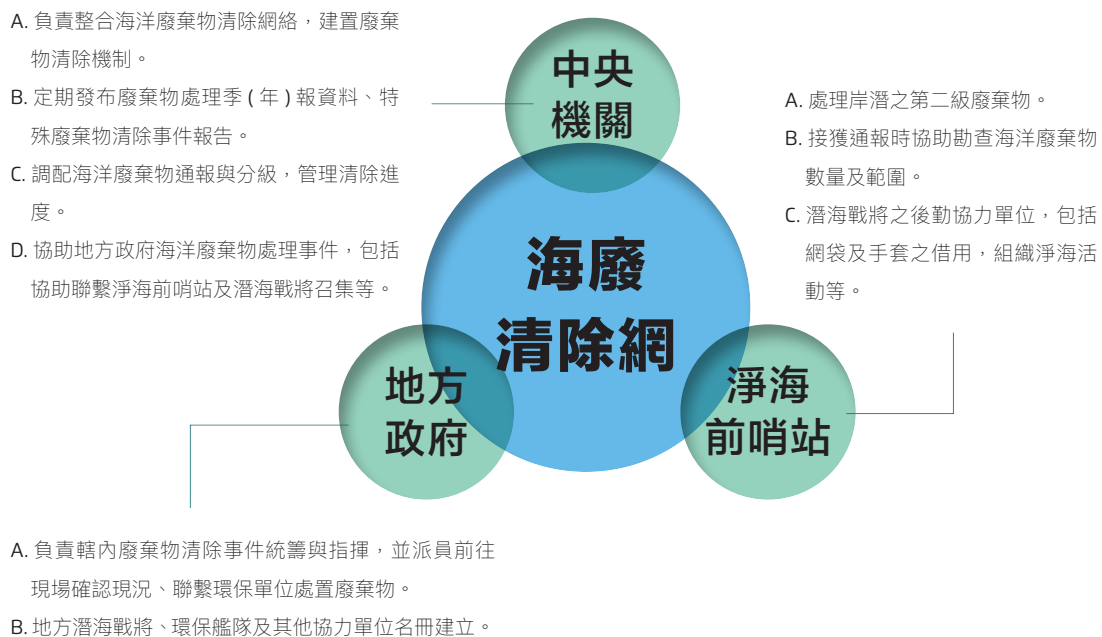 A. 負責整合海洋廢棄物清除網絡，建置廢棄
物清除機制。
B. 定期發布廢棄物處理季 ( 年 ) 報資料、特
殊廢棄物清除事件報告。
C. 調配海洋廢棄物通報與分級，管理清除進
度。
D. 協助地方政府海洋廢棄物處理事件，包括
協助聯繫淨海前哨站及潛海戰將召集等。
中央
機關
A. 處理岸潛之第二級廢棄物。
B. 接獲通報時協助勘查海洋廢棄物
數量及範圍。
C. 潛海戰將之後勤協力單位，包括
網袋及手套之借用，組織淨海活
動等。
海廢
清除網
地方
政府
淨海
前哨站
A. 負責轄內廢棄物清除事件統籌與指揮，並派員前往
現場確認現況、聯繫環保單位處置廢棄物。
B. 地方潛海戰將、環保艦隊及其他協力單位名冊建立。